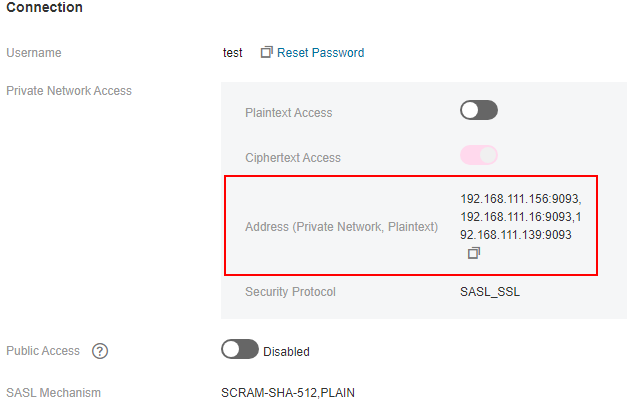 Connection
Username test Reset Password
Private Network Access
Plaintext Access
Ciphertext Access
Address (Private Network, Plaintext)
192.168.111.156:9093,
192.168.111.16:9093,1
92.168.111.139:9093
Security Protocol SASL_SSL
Public Access ? Disabled
SASL Mechanism SCRAM-SHA-512,PLAIN